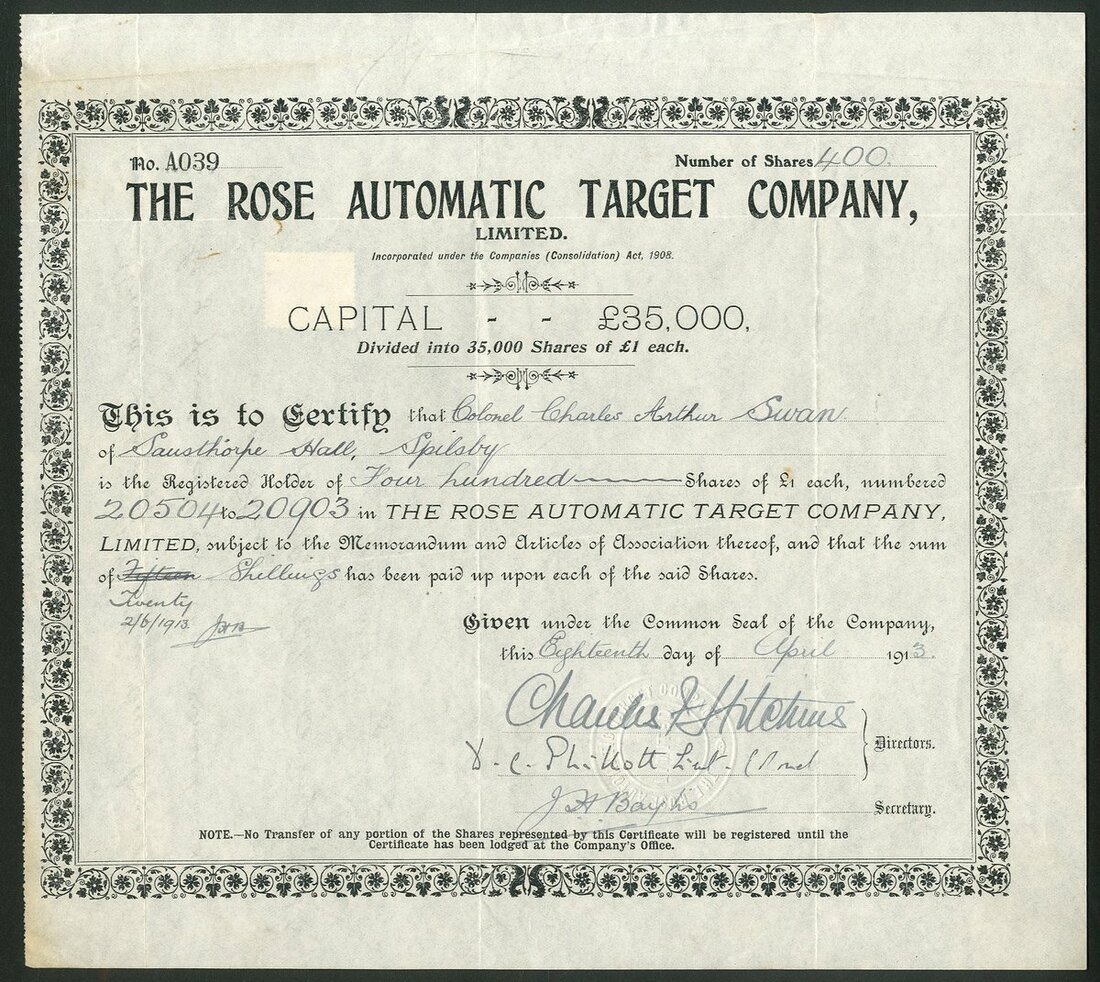 No. A039 Number of Shares 400.
THE ROSE AUTOMATIC TARGET COMPANY,
LIMITED.
Incorporated under the Companies (Consolidation) Act, 1908.
CAPITAL - - £35,000,
Divided into 35,000 Shares of £1 each.
This is to Certify that Colonel Charles Arthur Swan
of Sausthorpe Hall, Spilsby
is the Registered Holder of Four hundred Shares of £1 each, numbered
20504 to 20903 in THE ROSE AUTOMATIC TARGET COMPANY,
LIMITED, subject to the Memorandum and Articles of Association thereof, and that the sum
of Fifteen Shillings has been paid up upon each of the said Shares.
Twenty
2/6/1913 JHB
Given under the Common Seal of the Company,
this Eighteenth day of April 1913.
Charles F Hitchins
D. C. Phillott Lieut. Colonel Directors.
J H Bayliss Secretary.
NOTE.—No Transfer of any portion of the Shares represented by this Certificate will be registered until the
Certificate has been lodged at the Company's Office.